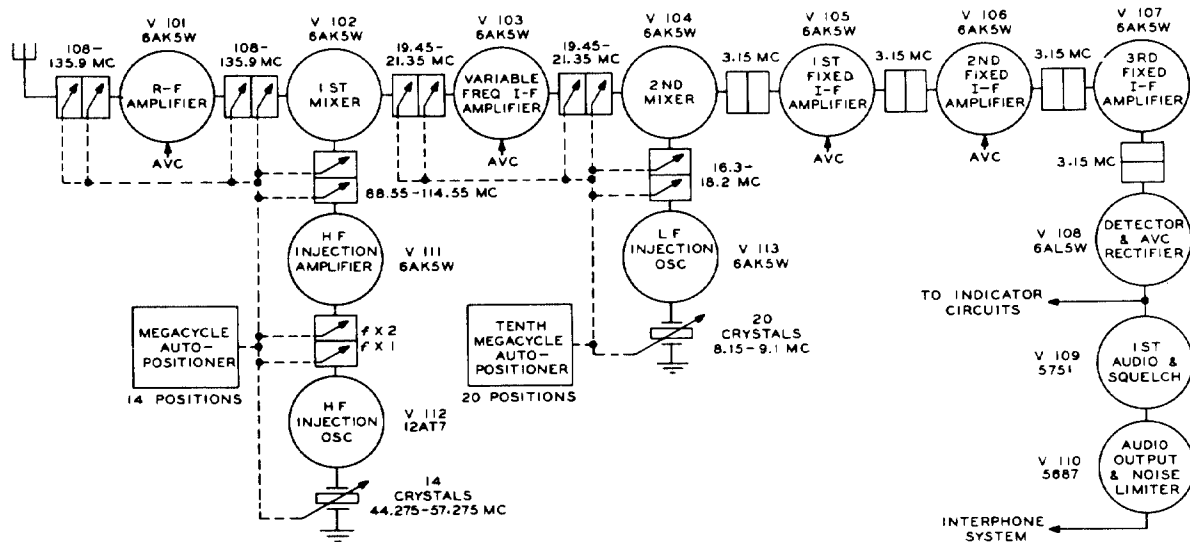 V 101
6AK5W
V 102
6AK5W
V 103
6AK5W
V 104
6AK5W
V 105
6AK5W
V 106
6AK5W
V 107
6AK5W
108-
135.9 MC
R-F
AMPLIFIER
AVC
108-
135.9 MC
1ST
MIXER
19.45-
21.35 MC
VARIABLE
FREQ I-F
AMPLIFIER
AVC
19.45-
21.35 MC
2ND
MIXER
3.15 MC
1ST
FIXED
I-F
AMPLIFIER
AVC
3.15 MC
2ND
FIXED
I-F
AMPLIFIER
AVC
3.15 MC
3RD
FIXED
I-F
AMPLIFIER
88.55-114.55 MC
16.3-
18.2 MC
3.15 MC
HF
INJECTION
AMPLIFIER
V 111
6AK5W
LF
INJECTION
OSC
V 113
6AK5W
V 108
6AL5W
DETECTOR
& AVC
RECTIFIER
TO INDICATOR
CIRCUITS
MEGACYCLE
AUTO-
POSITIONER
14 POSITIONS
f X 2
f X 1
TENTH
MEGACYCLE
AUTO-
POSITIONER
20 POSITIONS
20
CRYSTALS
8.15-9.1 MC
V 109
5751
1ST
AUDIO &
SQUELCH
HF
INJECTION
OSC
V 112
12AT7
V 110
5687
AUDIO
OUTPUT
& NOISE
LIMITER
14
CRYSTALS
44.275-57.275 MC
INTERPHONE
SYSTEM